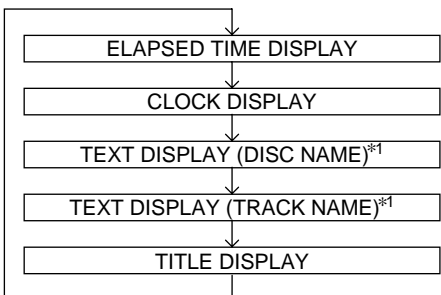 ELAPSED TIME DISPLAY
CLOCK DISPLAY
TEXT DISPLAY (DISC NAME)*1
TEXT DISPLAY (TRACK NAME)*1
TITLE DISPLAY